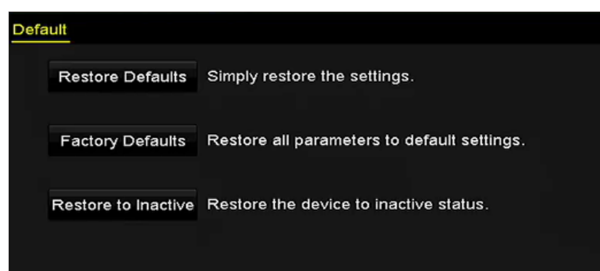 Default
Restore Defaults Simply restore the settings.
Factory Defaults Restore all parameters to default settings.
Restore to Inactive Restore the device to inactive status.